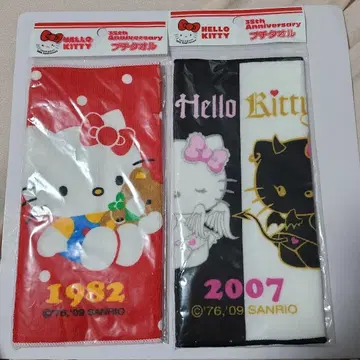 HELLO KITTY
35th Anniversary
プチタオル
1982
©'76,'09 SANRIO
HELLO KITTY
35th Anniversary
プチタオル
Hello Kitty
2007
©'76,'09 SANRIO